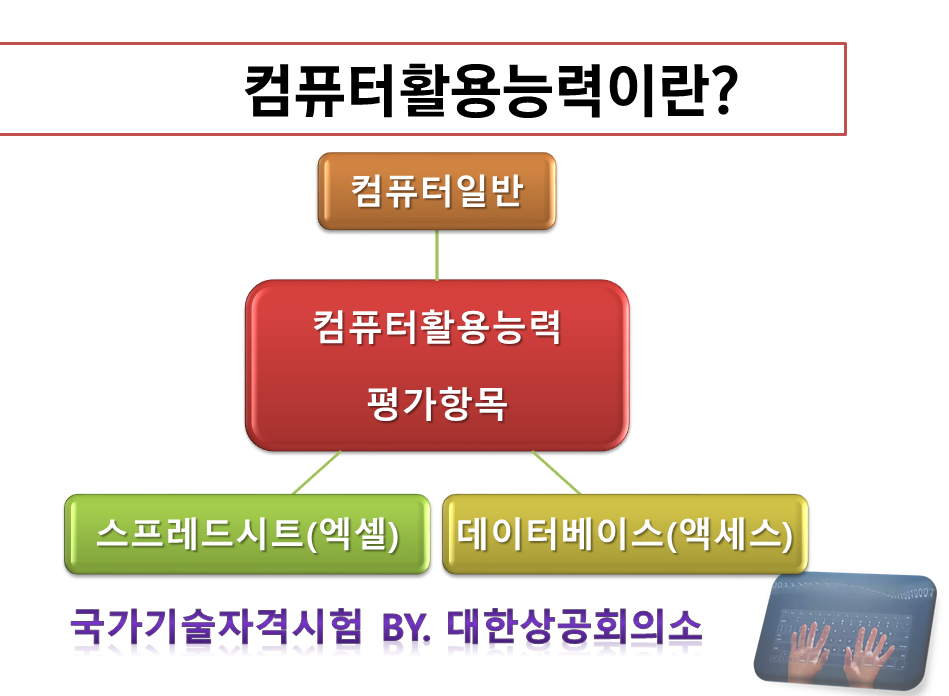 컴퓨터활용능력이란?
컴퓨터일반
컴퓨터활용능력
평가항목
스프레드시트(엑셀)
데이터베이스(액세스)
국가기술자격시험 BY. 대한상공회의소